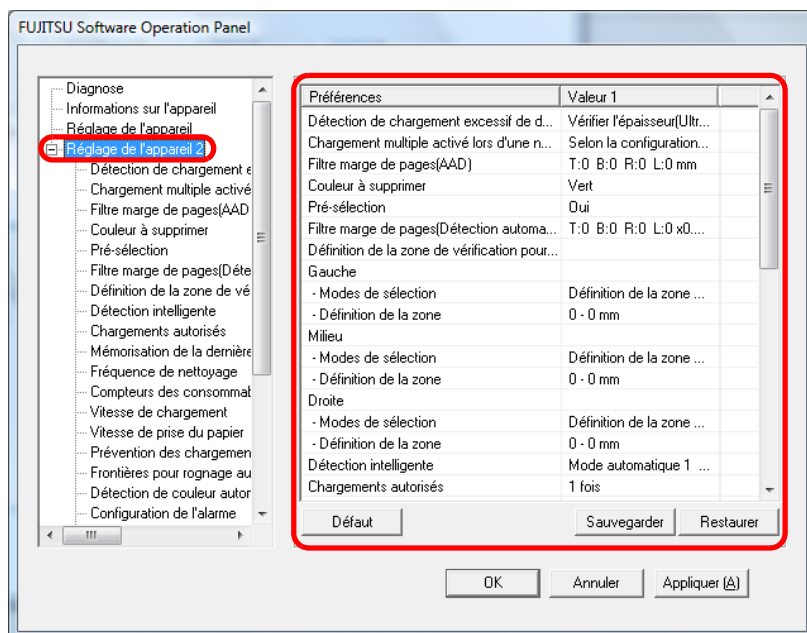 FUJITSU Software Operation Panel
Diagnose
Informations sur l'appareil
Réglage de l'appareil
Réglage de l'appareil 2
Détection de chargement e
Chargement multiple activé
Filtre marge de pages(AAD
Couleur à supprimer
Pré-sélection
Filtre marge de pages(Déte
Définition de la zone de vé
Détection intelligente
Chargements autorisés
Mémorisation de la dernière
Fréquence de nettoyage
Compteurs des consommab
Vitesse de chargement
Vitesse de prise du papier
Prévention des chargemen
Frontières pour rognage au
Détection de couleur autor
Configuration de l'alarme
Préférences Valeur 1
Détection de chargement excessif de d... Vérifier l'épaisseur(Ultr...
Chargement multiple activé lors d'une n... Selon la configuration...
Filtre marge de pages(AAD) T:0 B:0 R:0 L:0 mm
Couleur à supprimer Vert
Pré-sélection Oui
Filtre marge de pages(Détection automa... T:0 B:0 R:0 L:0 x0....
Définition de la zone de vérification pour...
Gauche
- Modes de sélection Définition de la zone ...
- Définition de la zone 0 - 0 mm
Milieu
- Modes de sélection Définition de la zone ...
- Définition de la zone 0 - 0 mm
Droite
- Modes de sélection Définition de la zone ...
- Définition de la zone 0 - 0 mm
Détection intelligente Mode automatique 1 ...
Chargements autorisés 1 fois
Défaut Sauvegarder Restaurer
OK Annuler Appliquer (A)